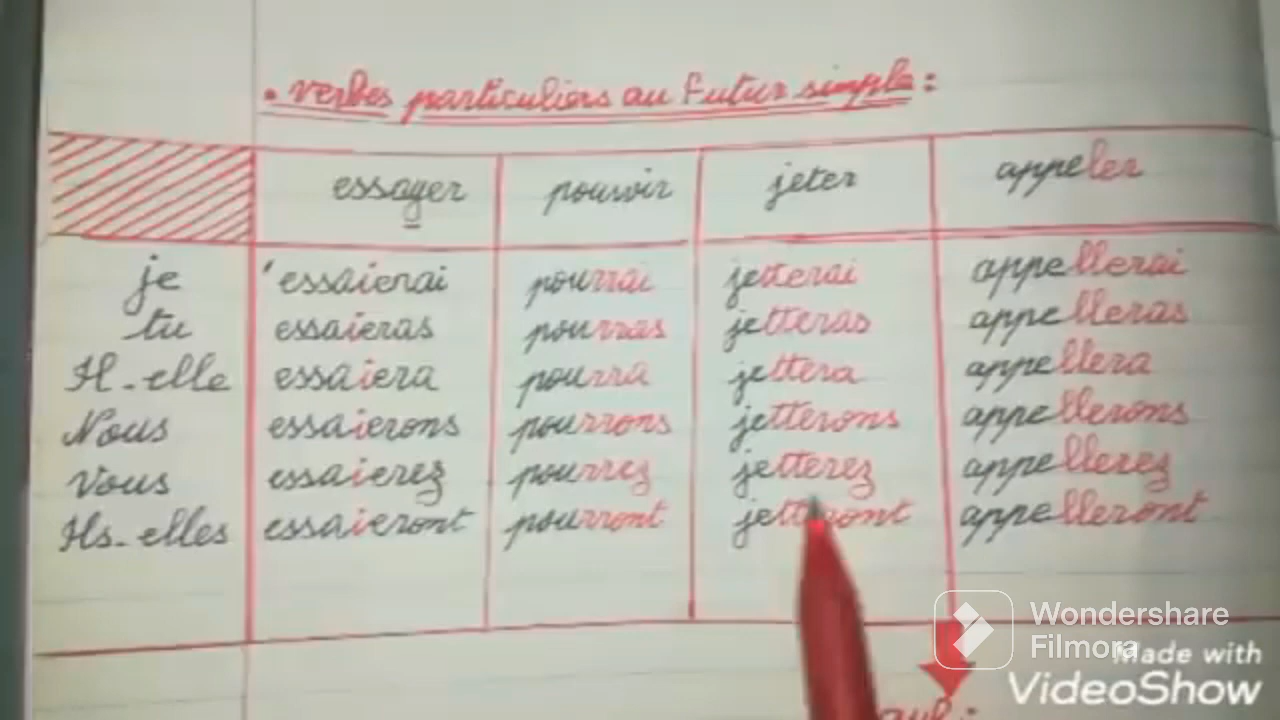 • verbes particuliers au futur simple :
essayer pouvoir jeter appeler
je 'essaierai pourrai jetterai appellerai
tu essaieras pourras jetteras appelleras
Il - elle essaiera pourra jettera appellera
Nous essaierons pourrons jetterons appellerons
Vous essaierez pourrez jetterez appellerez
Ils - elles essaieront pourront jetteront appelleront
Wondershare
Filmora
Made with
VideoShow